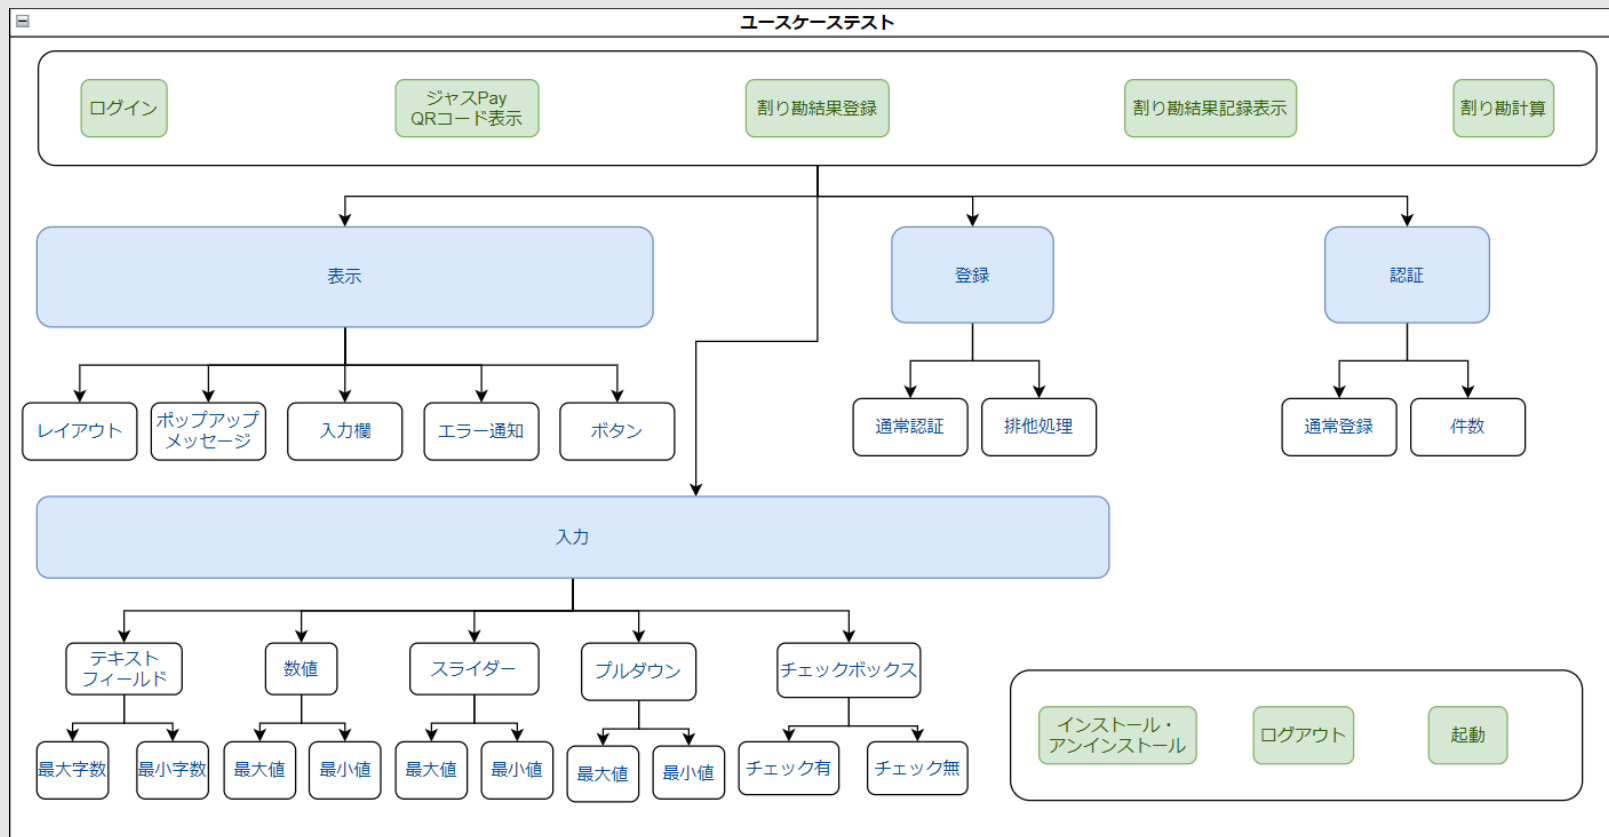 ユースケーステスト
ログイン
ジャスPay
QRコード表示
割り勘結果登録
割り勘結果記録表示
割り勘計算
表示
登録
認証
レイアウト
ポップアップ
メッセージ
入力欄
エラー通知
ボタン
通常認証
排他処理
通常登録
件数
入力
テキスト
フィールド
数値
スライダー
プルダウン
チェックボックス
最大字数
最小字数
最大値
最小値
最大値
最小値
最大値
最小値
チェック有
チェック無
インストール・
アンインストール
ログアウト
起動